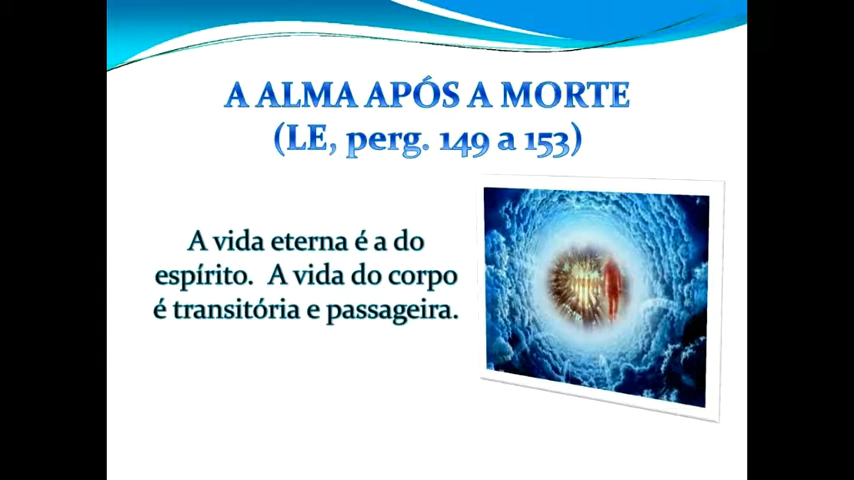 A ALMA APÓS A MORTE
(LE, perg. 149 a 153)
A vida eterna é a do
espírito. A vida do corpo
é transitória e passageira.